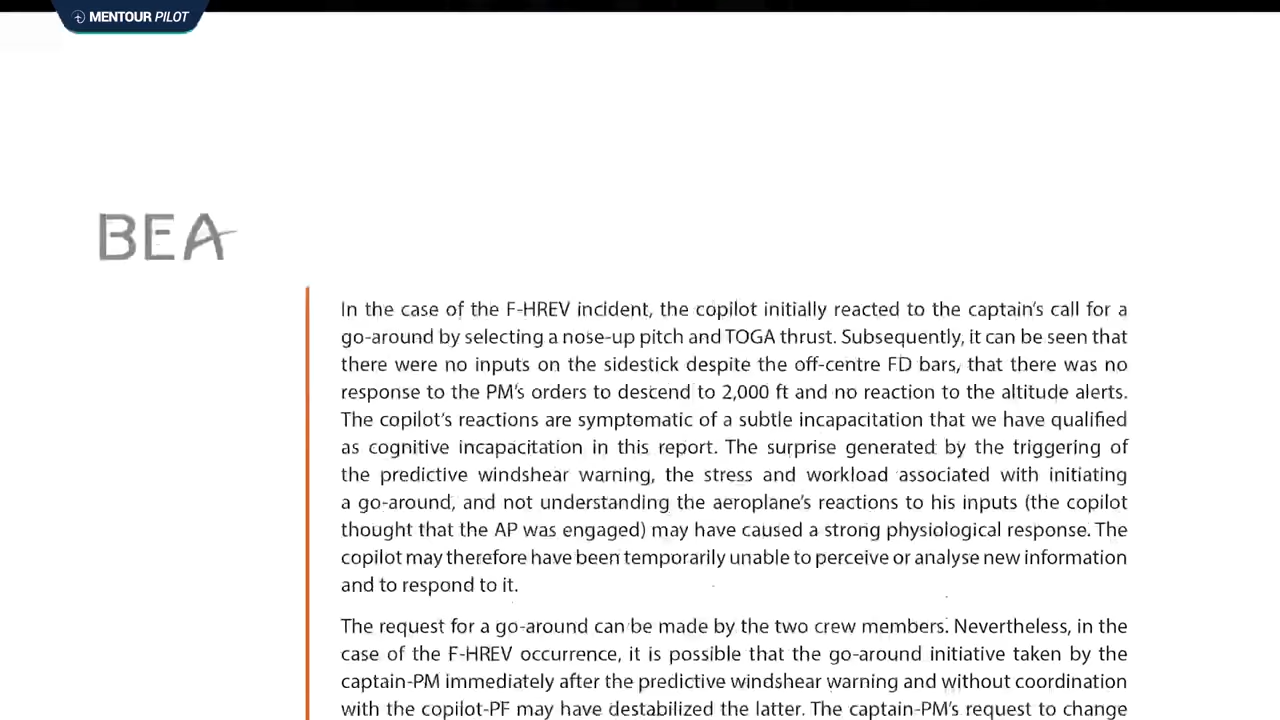 MENTOUR PILOT
BEA
In the case of the F-HREV incident, the copilot initially reacted to the captain's call for a
go-around by selecting a nose-up pitch and TOGA thrust. Subsequently, it can be seen that
there were no inputs on the sidestick despite the off-centre FD bars, that there was no
response to the PM's orders to descend to 2,000 ft and no reaction to the altitude alerts.
The copilot's reactions are symptomatic of a subtle incapacitation that we have qualified
as cognitive incapacitation in this report. The surprise generated by the triggering of
the predictive windshear warning, the stress and workload associated with initiating
a go-around, and not understanding the aeroplane's reactions to his inputs (the copilot
thought that the AP was engaged) may have caused a strong physiological response. The
copilot may therefore have been temporarily unable to perceive or analyse new information
and to respond to it.
The request for a go-around can be made by the two crew members. Nevertheless, in the
case of the F-HREV occurrence, it is possible that the go-around initiative taken by the
captain-PM immediately after the predictive windshear warning and without coordination
with the copilot-PF may have destabilized the latter. The captain-PM's request to change